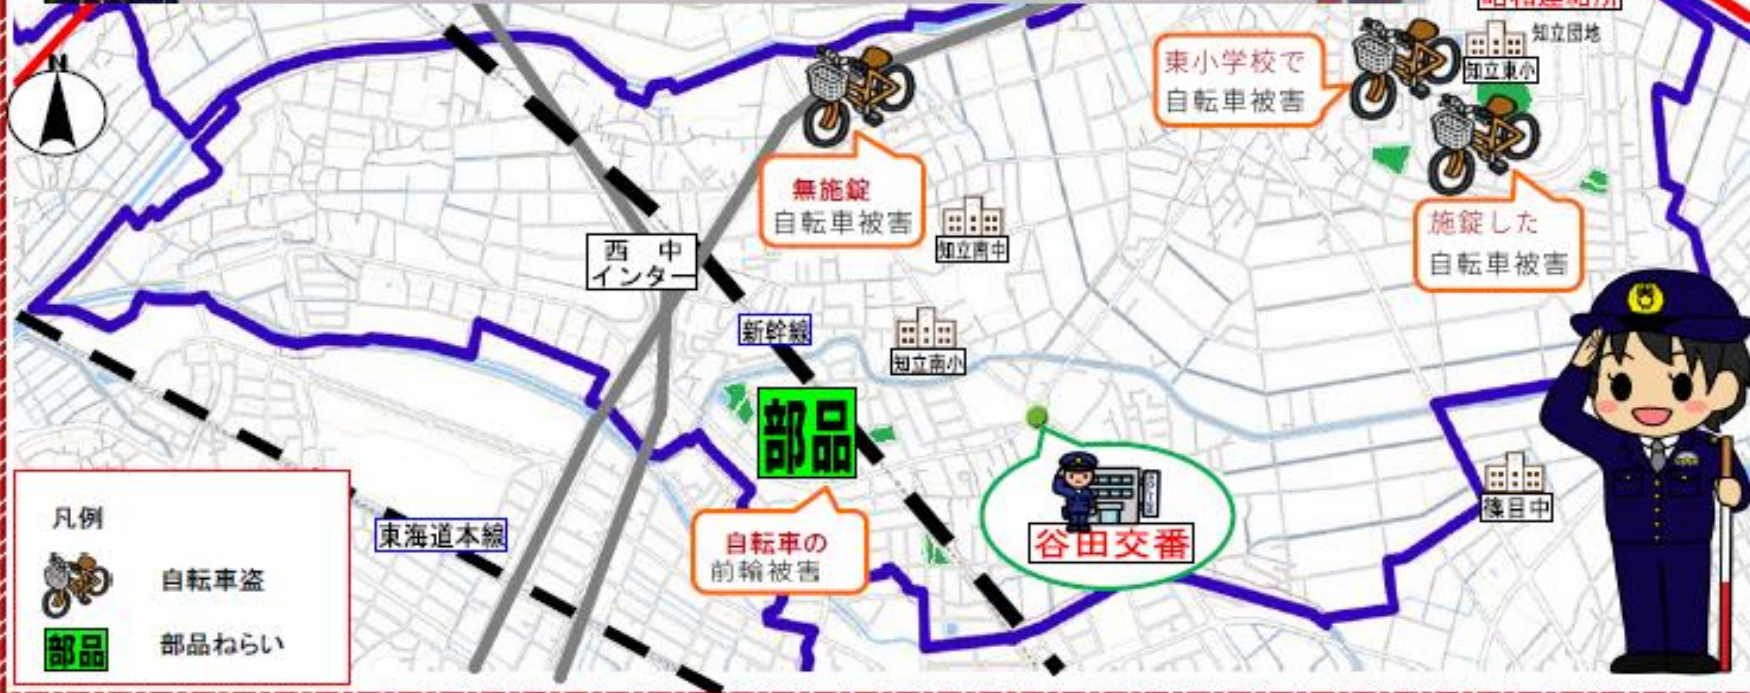 N
知立団地
知立東小
東小学校で
自転車被害
無施錠
自転車被害
知立南中
施錠した
自転車被害
西 中
インター
新幹線
知立南小
部品
自転車の
前輪被害
谷田交番
篠目中
東海道本線
凡例
自転車盗
部品
部品ねらい